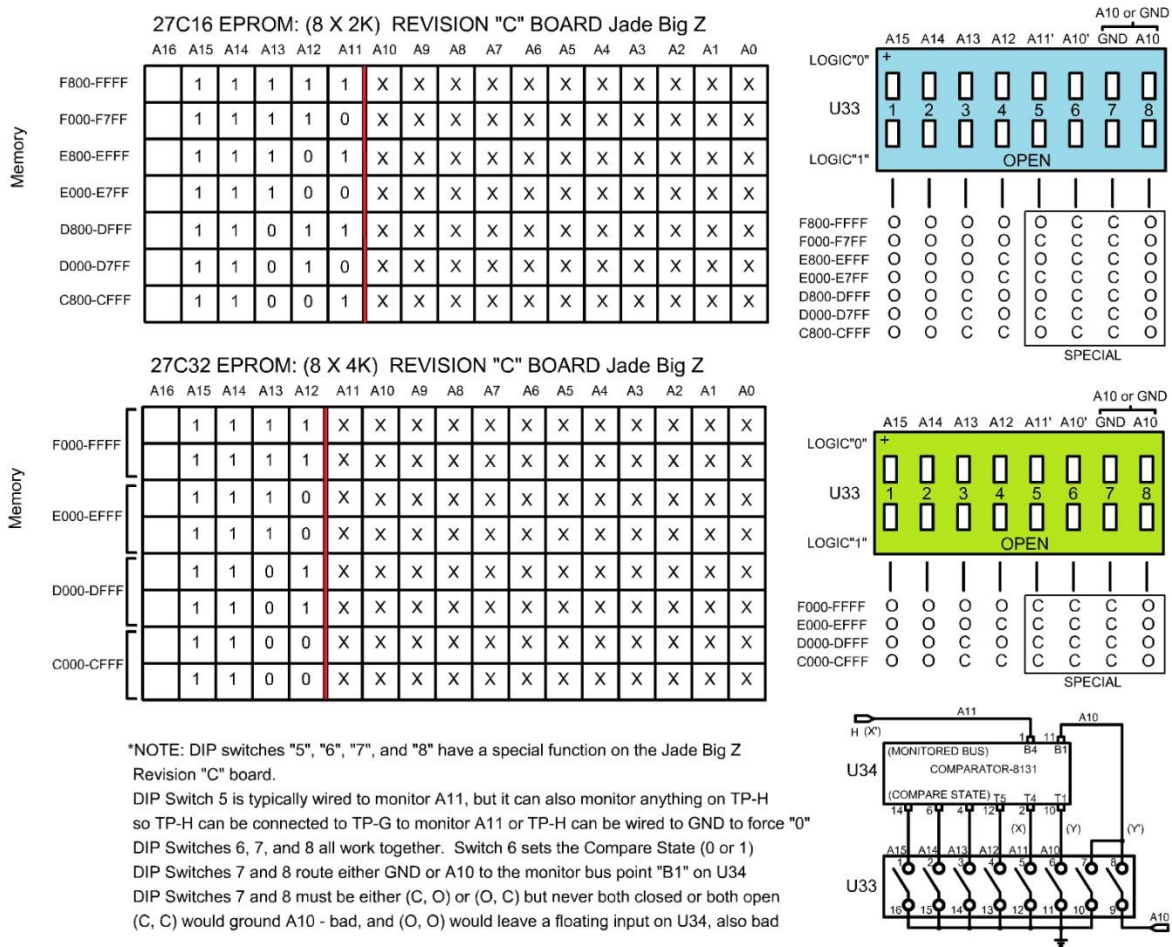 27C16 EPROM: (8 X 2K) REVISION "C" BOARD Jade Big Z
A16 A15 A14 A13 A12 A11 A10 A9 A8 A7 A6 A5 A4 A3 A2 A1 A0
Memory
F800-FFFF 1 1 1 1 1 X X X X X X X X X X X
F000-F7FF 1 1 1 1 0 X X X X X X X X X X X
E800-EFFF 1 1 1 0 1 X X X X X X X X X X X
E000-E7FF 1 1 1 0 0 X X X X X X X X X X X
D800-DFFF 1 1 0 1 1 X X X X X X X X X X X
D000-D7FF 1 1 0 1 0 X X X X X X X X X X X
C800-CFFF 1 1 0 0 1 X X X X X X X X X X X
A10 or GND
A15 A14 A13 A12 A11' A10' GND A10
LOGIC"0" +
U33 1 2 3 4 5 6 7 8
LOGIC"1" OPEN
F800-FFFF O O O O O C C O
F000-F7FF O O O O C C C O
E800-EFFF O O O C O C C O
E000-E7FF O O O C C C C O
D800-DFFF O O C O O C C O
D000-D7FF O O C O C C C O
C800-CFFF O O C C O C C O
SPECIAL
27C32 EPROM: (8 X 4K) REVISION "C" BOARD Jade Big Z
A16 A15 A14 A13 A12 A11 A10 A9 A8 A7 A6 A5 A4 A3 A2 A1 A0
Memory
F000-FFFF
1 1 1 1 X X X X X X X X X X X X
1 1 1 1 X X X X X X X X X X X X
E000-EFFF
1 1 1 0 X X X X X X X X X X X X
1 1 1 0 X X X X X X X X X X X X
D000-DFFF
1 1 0 1 X X X X X X X X X X X X
1 1 0 1 X X X X X X X X X X X X
C000-CFFF
1 1 0 0 X X X X X X X X X X X X
1 1 0 0 X X X X X X X X X X X X
A10 or GND
A15 A14 A13 A12 A11' A10' GND A10
LOGIC"0" +
U33 1 2 3 4 5 6 7 8
LOGIC"1" OPEN
F000-FFFF O O O O C C C O
E000-EFFF O O O C C C C O
D000-DFFF O O C O C C C O
C000-CFFF O O C C C C C O
SPECIAL
*NOTE: DIP switches "5", "6", "7", and "8" have a special function on the Jade Big Z
Revision "C" board.
DIP Switch 5 is typically wired to monitor A11, but it can also monitor anything on TP-H
so TP-H can be connected to TP-G to monitor A11 or TP-H can be wired to GND to force "0"
DIP Switches 6, 7, and 8 all work together. Switch 6 sets the Compare State (0 or 1)
DIP Switches 7 and 8 route either GND or A10 to the monitor bus point "B1" on U34
DIP Switches 7 and 8 must be either (C, O) or (O, C) but never both closed or both open
(C, C) would ground A10 - bad, and (O, O) would leave a floating input on U34, also bad
A11 A10
H (X')
1 11
(MONITORED BUS) B4 B1
U34 COMPARATOR-8131
(COMPARE STATE) T5 T4 T1
14 6 4 12 2 10
(X) (Y) (Y')
A15 A14 A13 A12 A11 A10
1 2 3 4 5 6 7 8
U33
16 15 14 13 12 11 10 9
A10